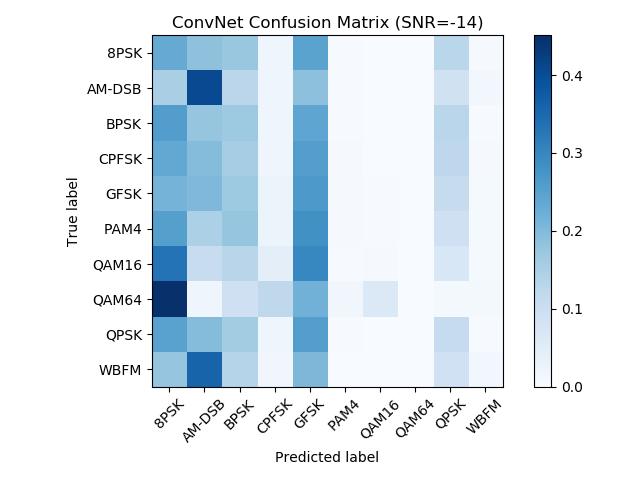 ConvNet Confusion Matrix (SNR=-14)
8PSK
AM-DSB
BPSK
CPFSK
GFSK
PAM4
QAM16
QAM64
QPSK
WBFM
True label
8PSK
AM-DSB
BPSK
CPFSK
GFSK
PAM4
QAM16
QAM64
QPSK
WBFM
Predicted label
0.4
0.3
0.2
0.1
0.0